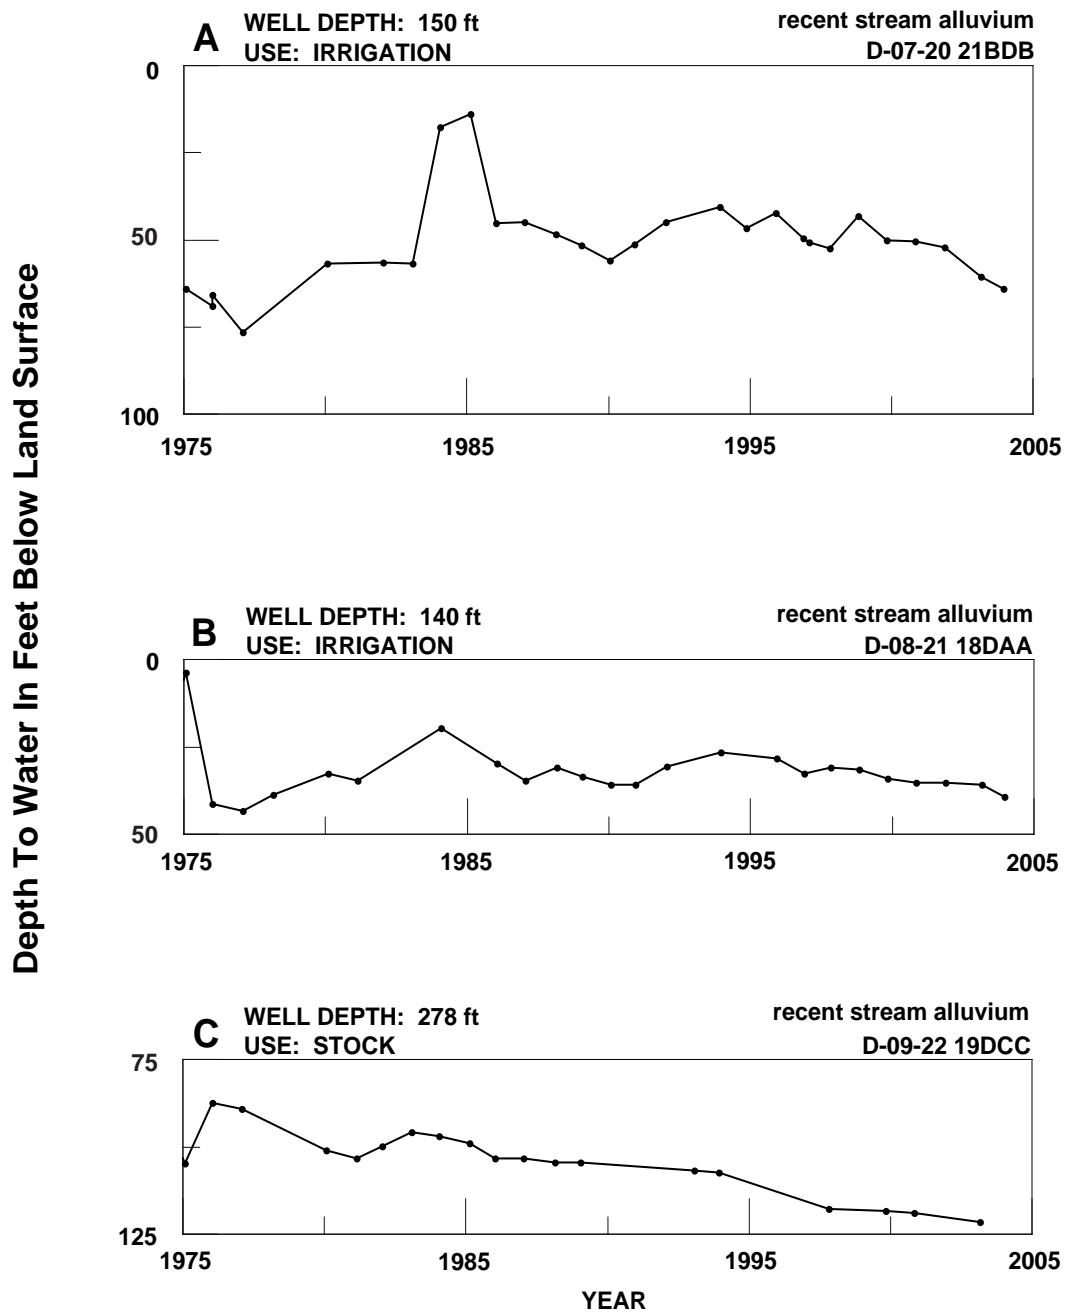 Depth To Water In Feet Below Land Surface
A
WELL DEPTH: 150 ft
USE: IRRIGATION
recent stream alluvium
D-07-20 21BDB
0
50
100
1975
1985
1995
2005
B
WELL DEPTH: 140 ft
USE: IRRIGATION
recent stream alluvium
D-08-21 18DAA
0
50
1975
1985
1995
2005
C
WELL DEPTH: 278 ft
USE: STOCK
recent stream alluvium
D-09-22 19DCC
75
125
1975
1985
1995
2005
YEAR